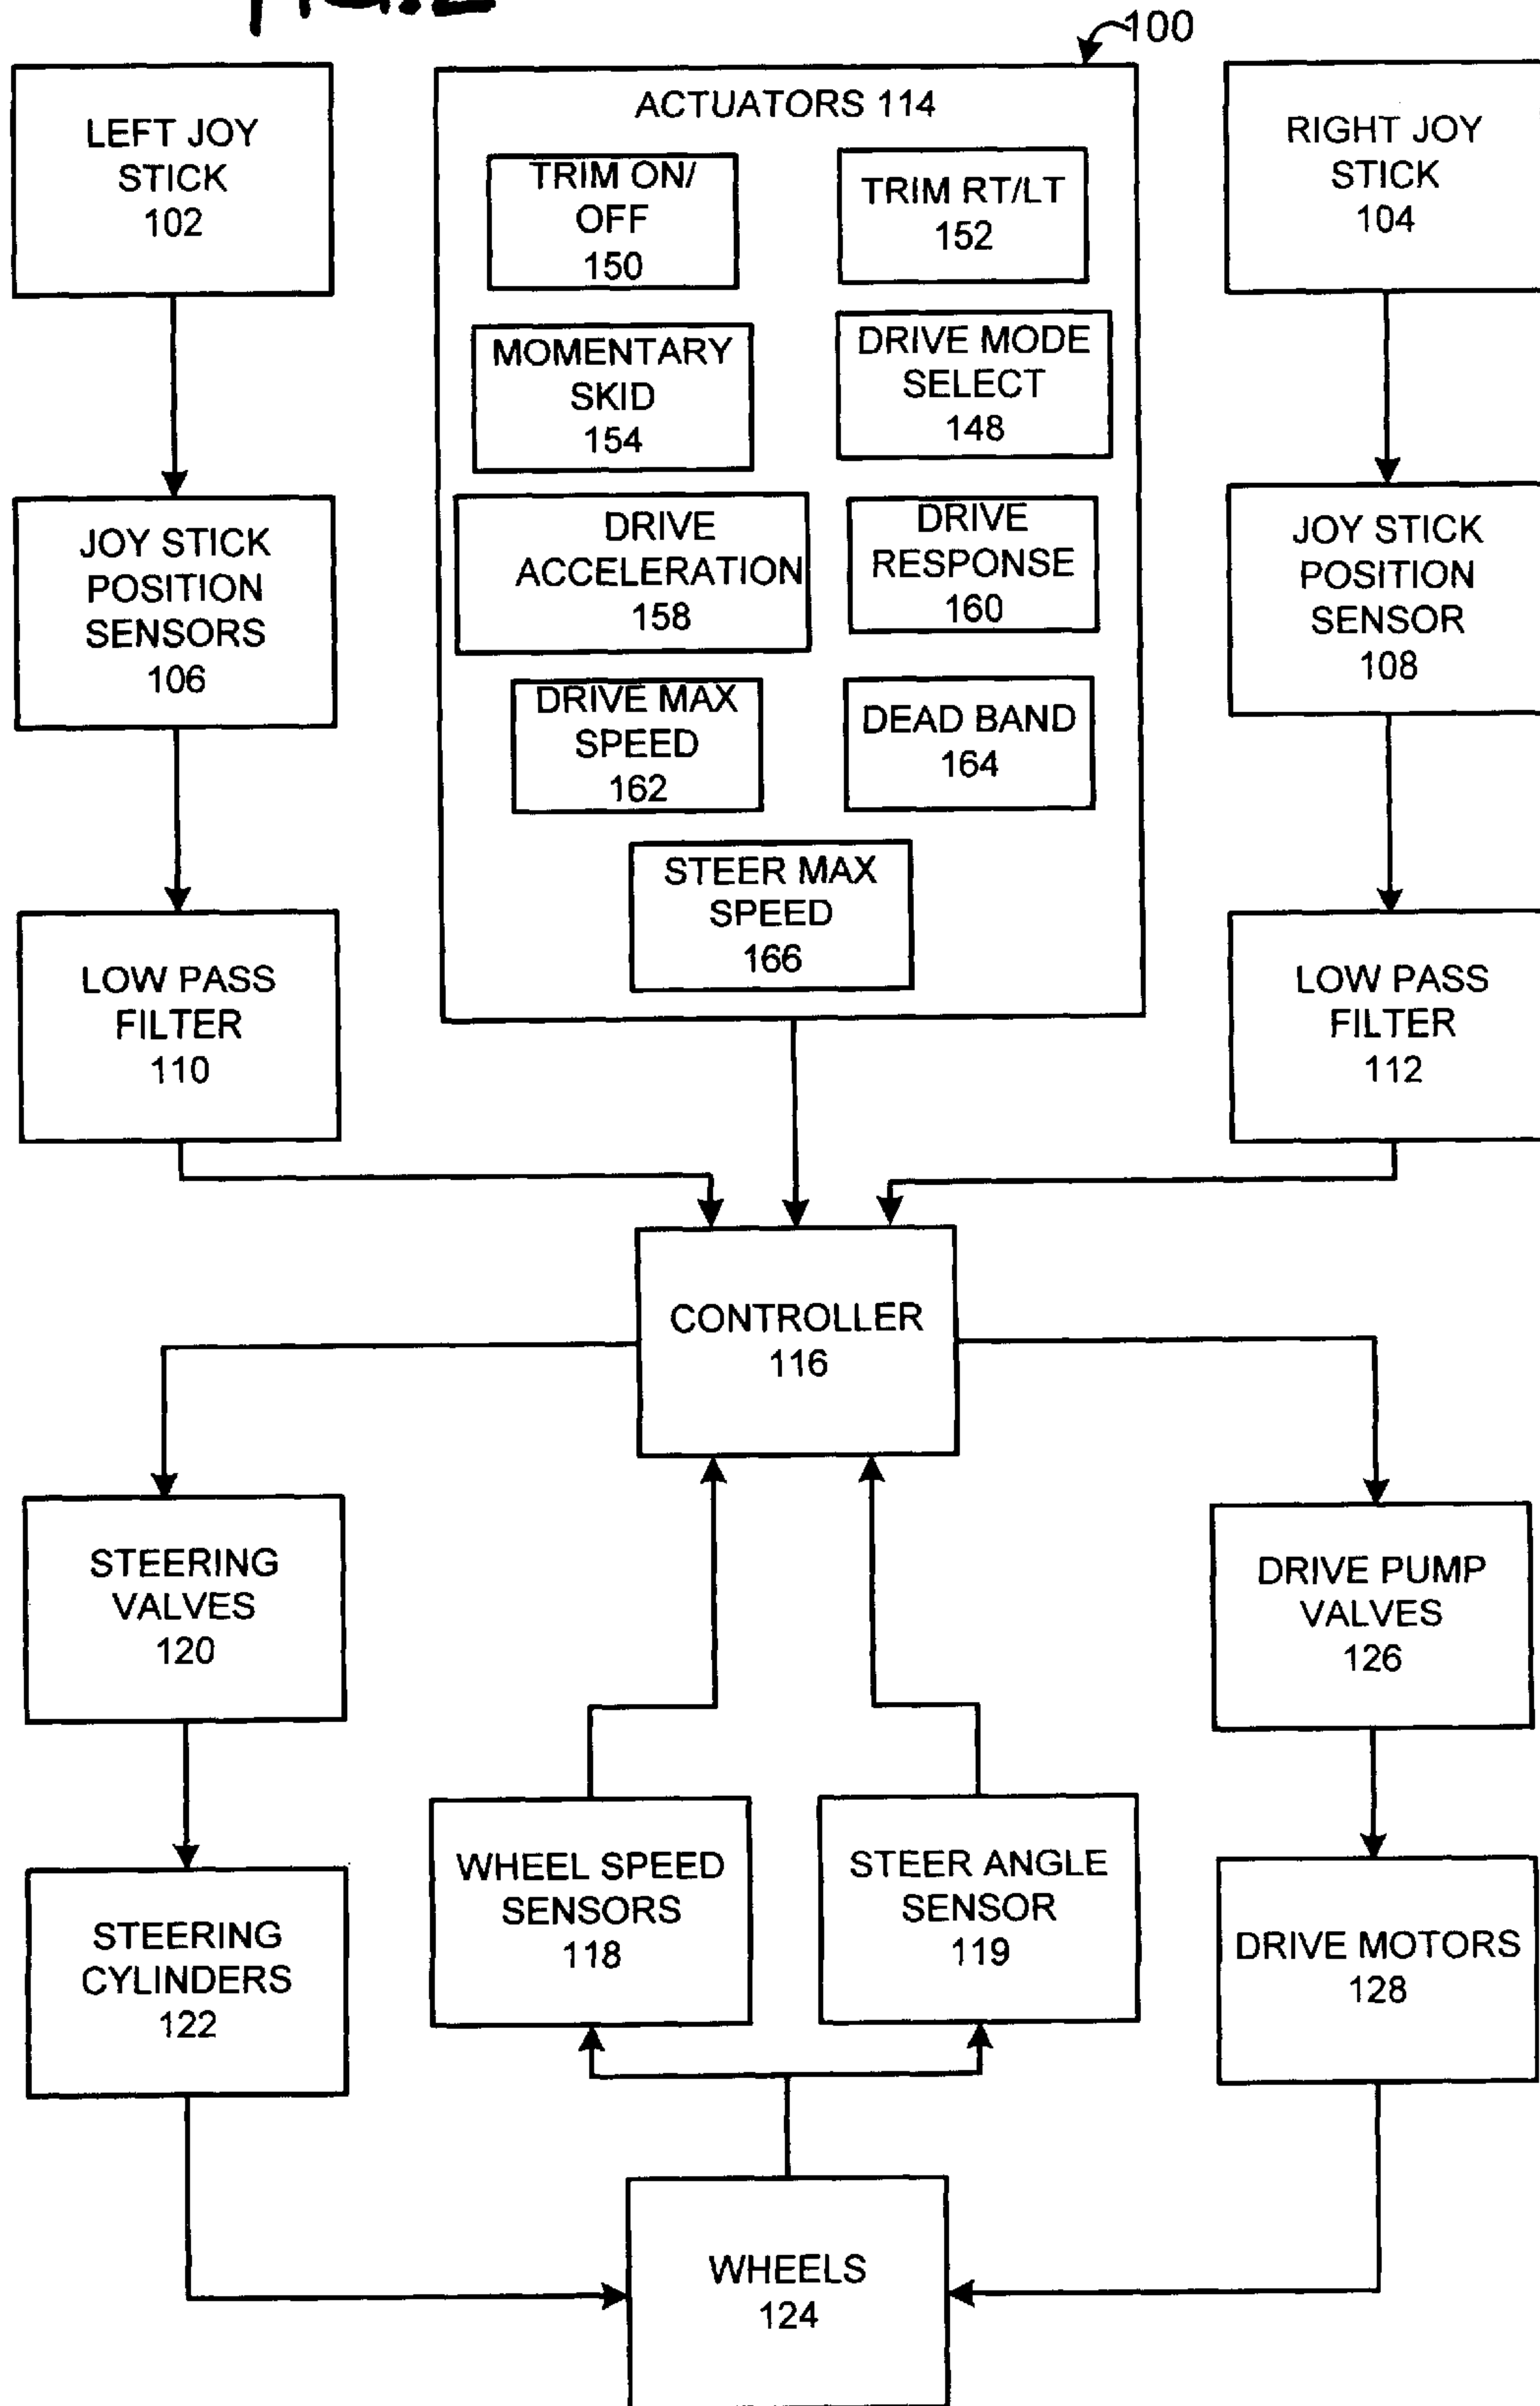 FIG.2
100
LEFT JOY
STICK
102
ACTUATORS 114
TRIM ON/
OFF
150
TRIM RT/LT
152
MOMENTARY
SKID
154
DRIVE MODE
SELECT
148
DRIVE
ACCELERATION
158
DRIVE
RESPONSE
160
DRIVE MAX
SPEED
162
DEAD BAND
164
STEER MAX
SPEED
166
RIGHT JOY
STICK
104
JOY STICK
POSITION
SENSORS
106
JOY STICK
POSITION
SENSOR
108
LOW PASS
FILTER
110
LOW PASS
FILTER
112
CONTROLLER
116
STEERING
VALVES
120
DRIVE PUMP
VALVES
126
WHEEL SPEED
SENSORS
118
STEER ANGLE
SENSOR
119
STEERING
CYLINDERS
122
DRIVE MOTORS
128
WHEELS
124